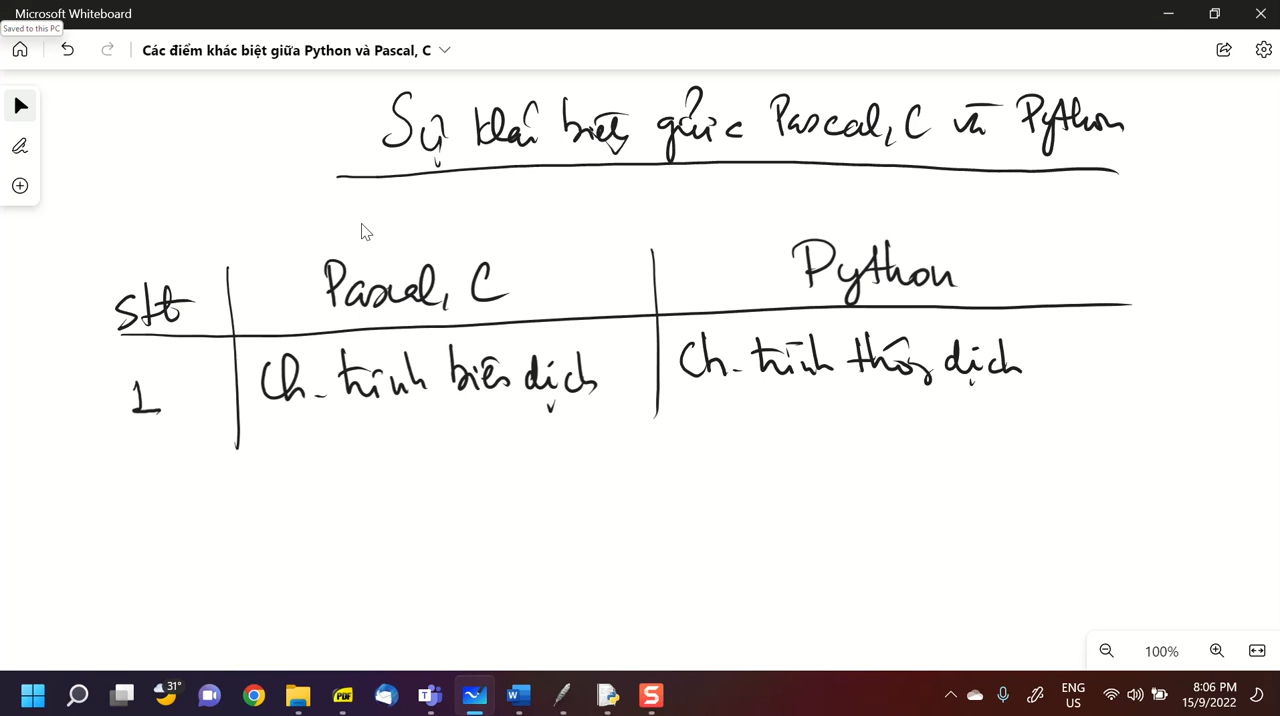 Microsoft Whiteboard
Saved to this PC
Các điểm khác biệt giữa Python và Pascal, C
Sự khác biệt giữa Pascal, C và Python
Stt Pascal, C Python
1 Ch. trình biên dịch Ch. trình thông dịch
100%
31°
PDF
ENG
US
8:06 PM
15/9/2022